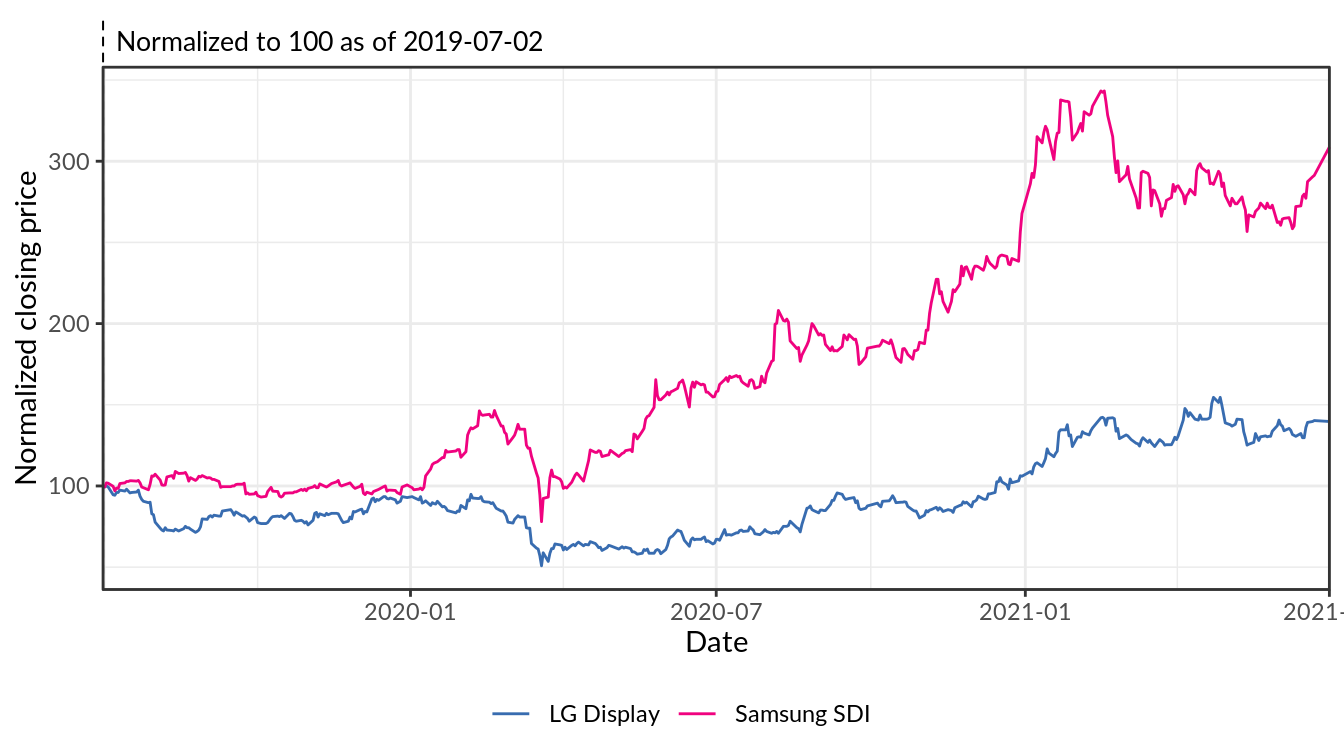 Normalized to 100 as of 2019-07-02
Normalized closing price
300
200
100
2020-01
2020-07
2021-01
2021-
Date
LG Display
Samsung SDI